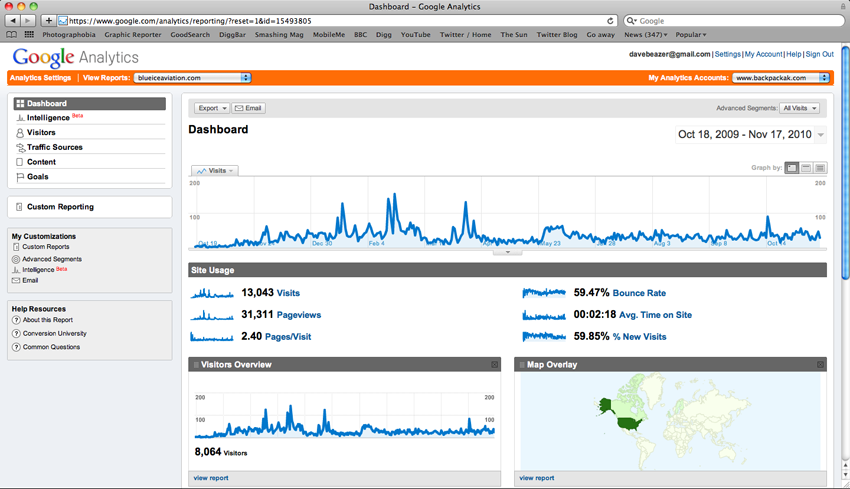 Dashboard – Google Analytics
https://www.google.com/analytics/reporting/?reset=1&id=15493805
Google
Photographobia Graphic Reporter GoodSearch DiggBar Smashing Mag MobileMe BBC Digg YouTube Twitter / Home The Sun Twitter Blog Go away News (347) Popular
Google Analytics
davebeazer@gmail.com | Settings | My Account | Help | Sign Out
Analytics Settings | View Reports: blueiceaviation.com
My Analytics Accounts: www.backpackak.com
Dashboard
Intelligence Beta
Visitors
Traffic Sources
Content
Goals
Custom Reporting
My Customizations
Custom Reports
Advanced Segments
Intelligence Beta
Email
Help Resources
About this Report
Conversion University
Common Questions
Export Email
Advanced Segments: All Visits
Dashboard
Oct 18, 2009 - Nov 17, 2010
Visits
Graph by:
200 200
100 100
Dec 30 Feb 4 May 23 Aug 3 Oct 14
Site Usage
13,043 Visits
31,311 Pageviews
2.40 Pages/Visit
59.47% Bounce Rate
00:02:18 Avg. Time on Site
59.85% % New Visits
Visitors Overview
200 200
100 100
8,064 Visitors
view report
Map Overlay
view report